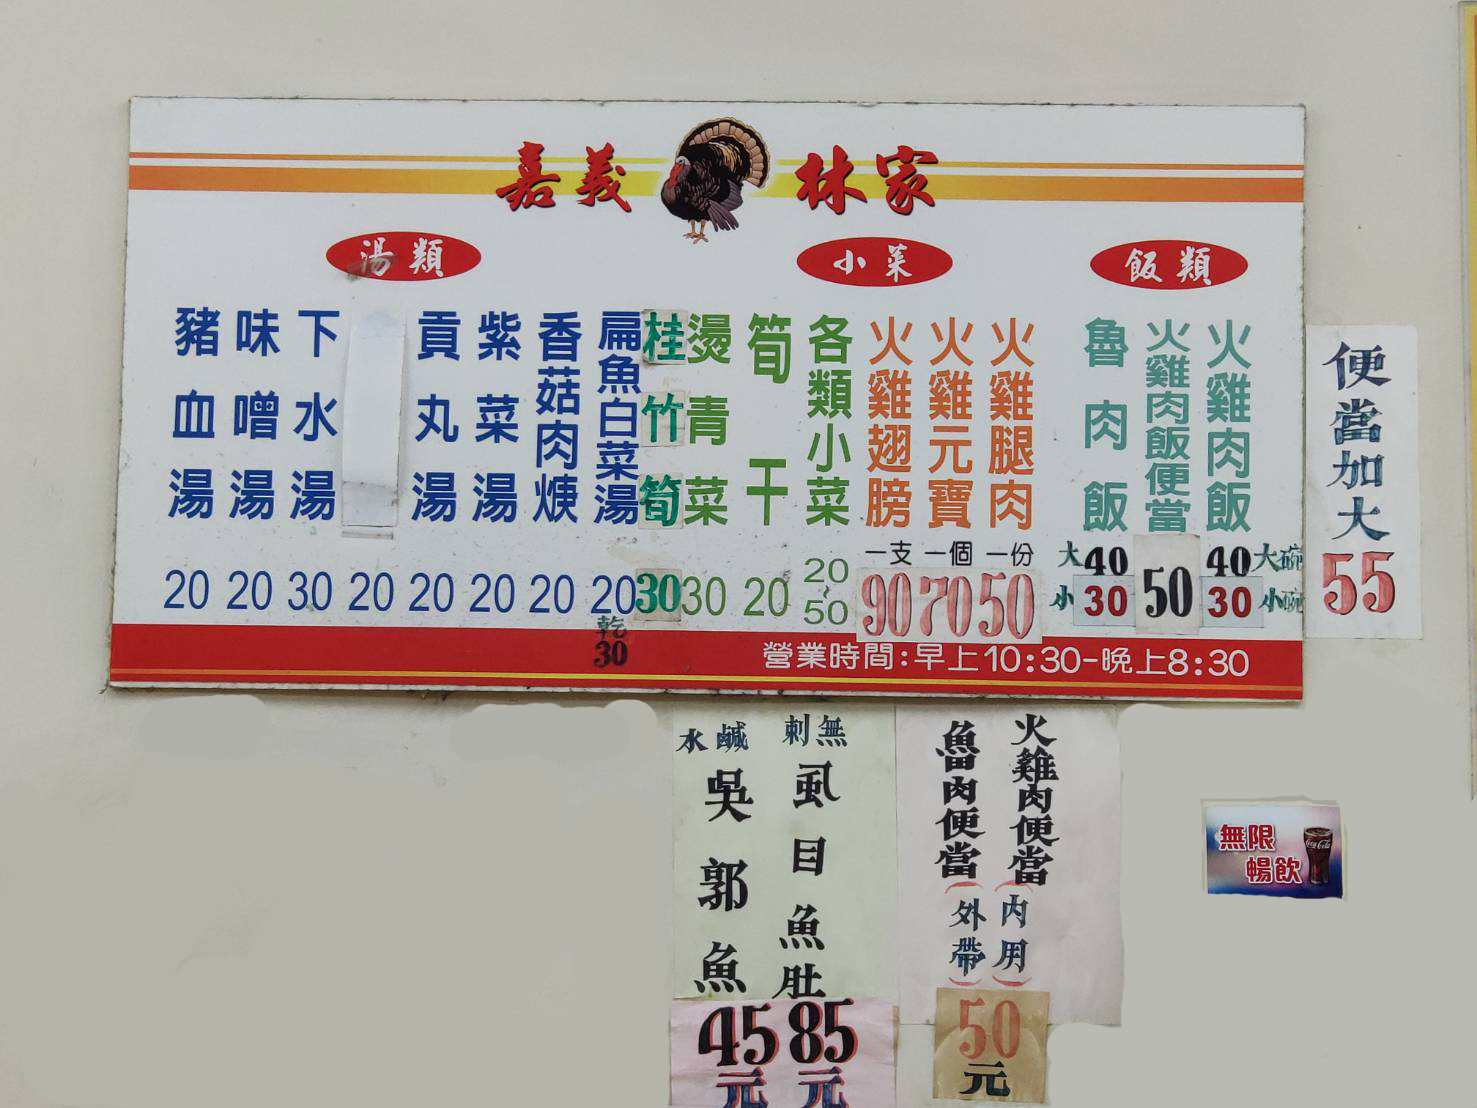 嘉義 林家
飯類
火雞肉飯 40 大碗 30 小碗
火雞肉飯便當 50
魯肉飯 大 40 小 30
小菜
火雞腿肉 一份 50
火雞元寶 一個 70
火雞翅膀 一支 90
各類小菜 20~50
筍干 20
燙青菜 30
桂竹筍 30
湯類
扁魚白菜湯 20 乾 30
香菇肉焿 20
紫菜湯 20
貢丸湯 20
20
下水湯 30
味噌湯 20
豬血湯 20
營業時間:早上10:30-晚上8:30
便當加大 55
火雞肉便當(內用)
魯肉便當(外帶)
50元
無刺虱目魚肚 85元
鹹水吳郭魚 45元
無限
暢飲
Coca-Cola